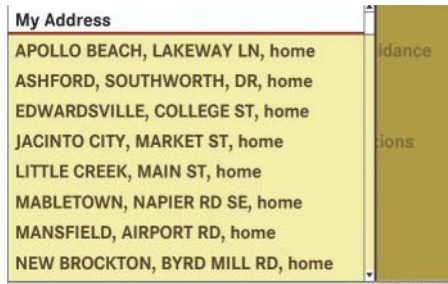 My Address
APOLLO BEACH, LAKEWAY LN, home
idance
ASHFORD, SOUTHWORTH, DR, home
EDWARDSVILLE, COLLEGE ST, home
JACINTO CITY, MARKET ST, home
ions
LITTLE CREEK, MAIN ST, home
MABLETOWN, NAPIER RD SE, home
MANSFIELD, AIRPORT RD, home
NEW BROCKTON, BYRD MILL RD, home